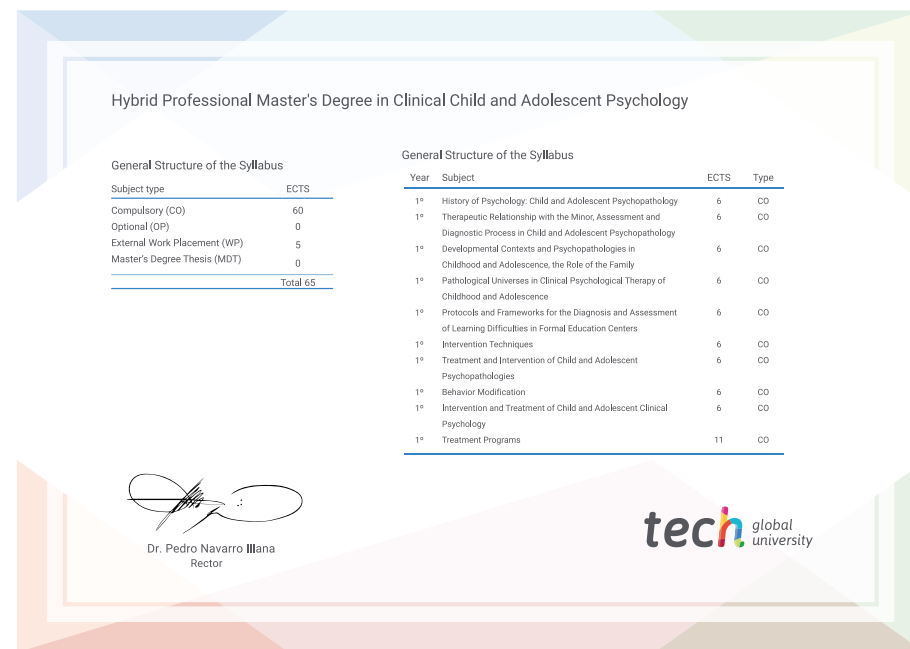 Hybrid Professional Master's Degree in Clinical Child and Adolescent Psychology
General Structure of the Syllabus
Subject type ECTS
Compulsory (CO) 60
Optional (OP) 0
External Work Placement (WP) 5
Master's Degree Thesis (MDT) 0
Total 65
General Structure of the Syllabus
Year Subject ECTS Type
1º History of Psychology: Child and Adolescent Psychopathology 6 CO
1º Therapeutic Relationship with the Minor, Assessment and 6 CO
Diagnostic Process in Child and Adolescent Psychopathology
1º Developmental Contexts and Psychopathologies in 6 CO
Childhood and Adolescence, the Role of the Family
1º Pathological Universes in Clinical Psychological Therapy of 6 CO
Childhood and Adolescence
1º Protocols and Frameworks for the Diagnosis and Assessment 6 CO
of Learning Difficulties in Formal Education Centers
1º Intervention Techniques 6 CO
1º Treatment and Intervention of Child and Adolescent 6 CO
Psychopathologies
1º Behavior Modification 6 CO
1º Intervention and Treatment of Child and Adolescent Clinical 6 CO
Psychology
1º Treatment Programs 11 CO
Dr. Pedro Navarro Illana
Rector
tech global
university